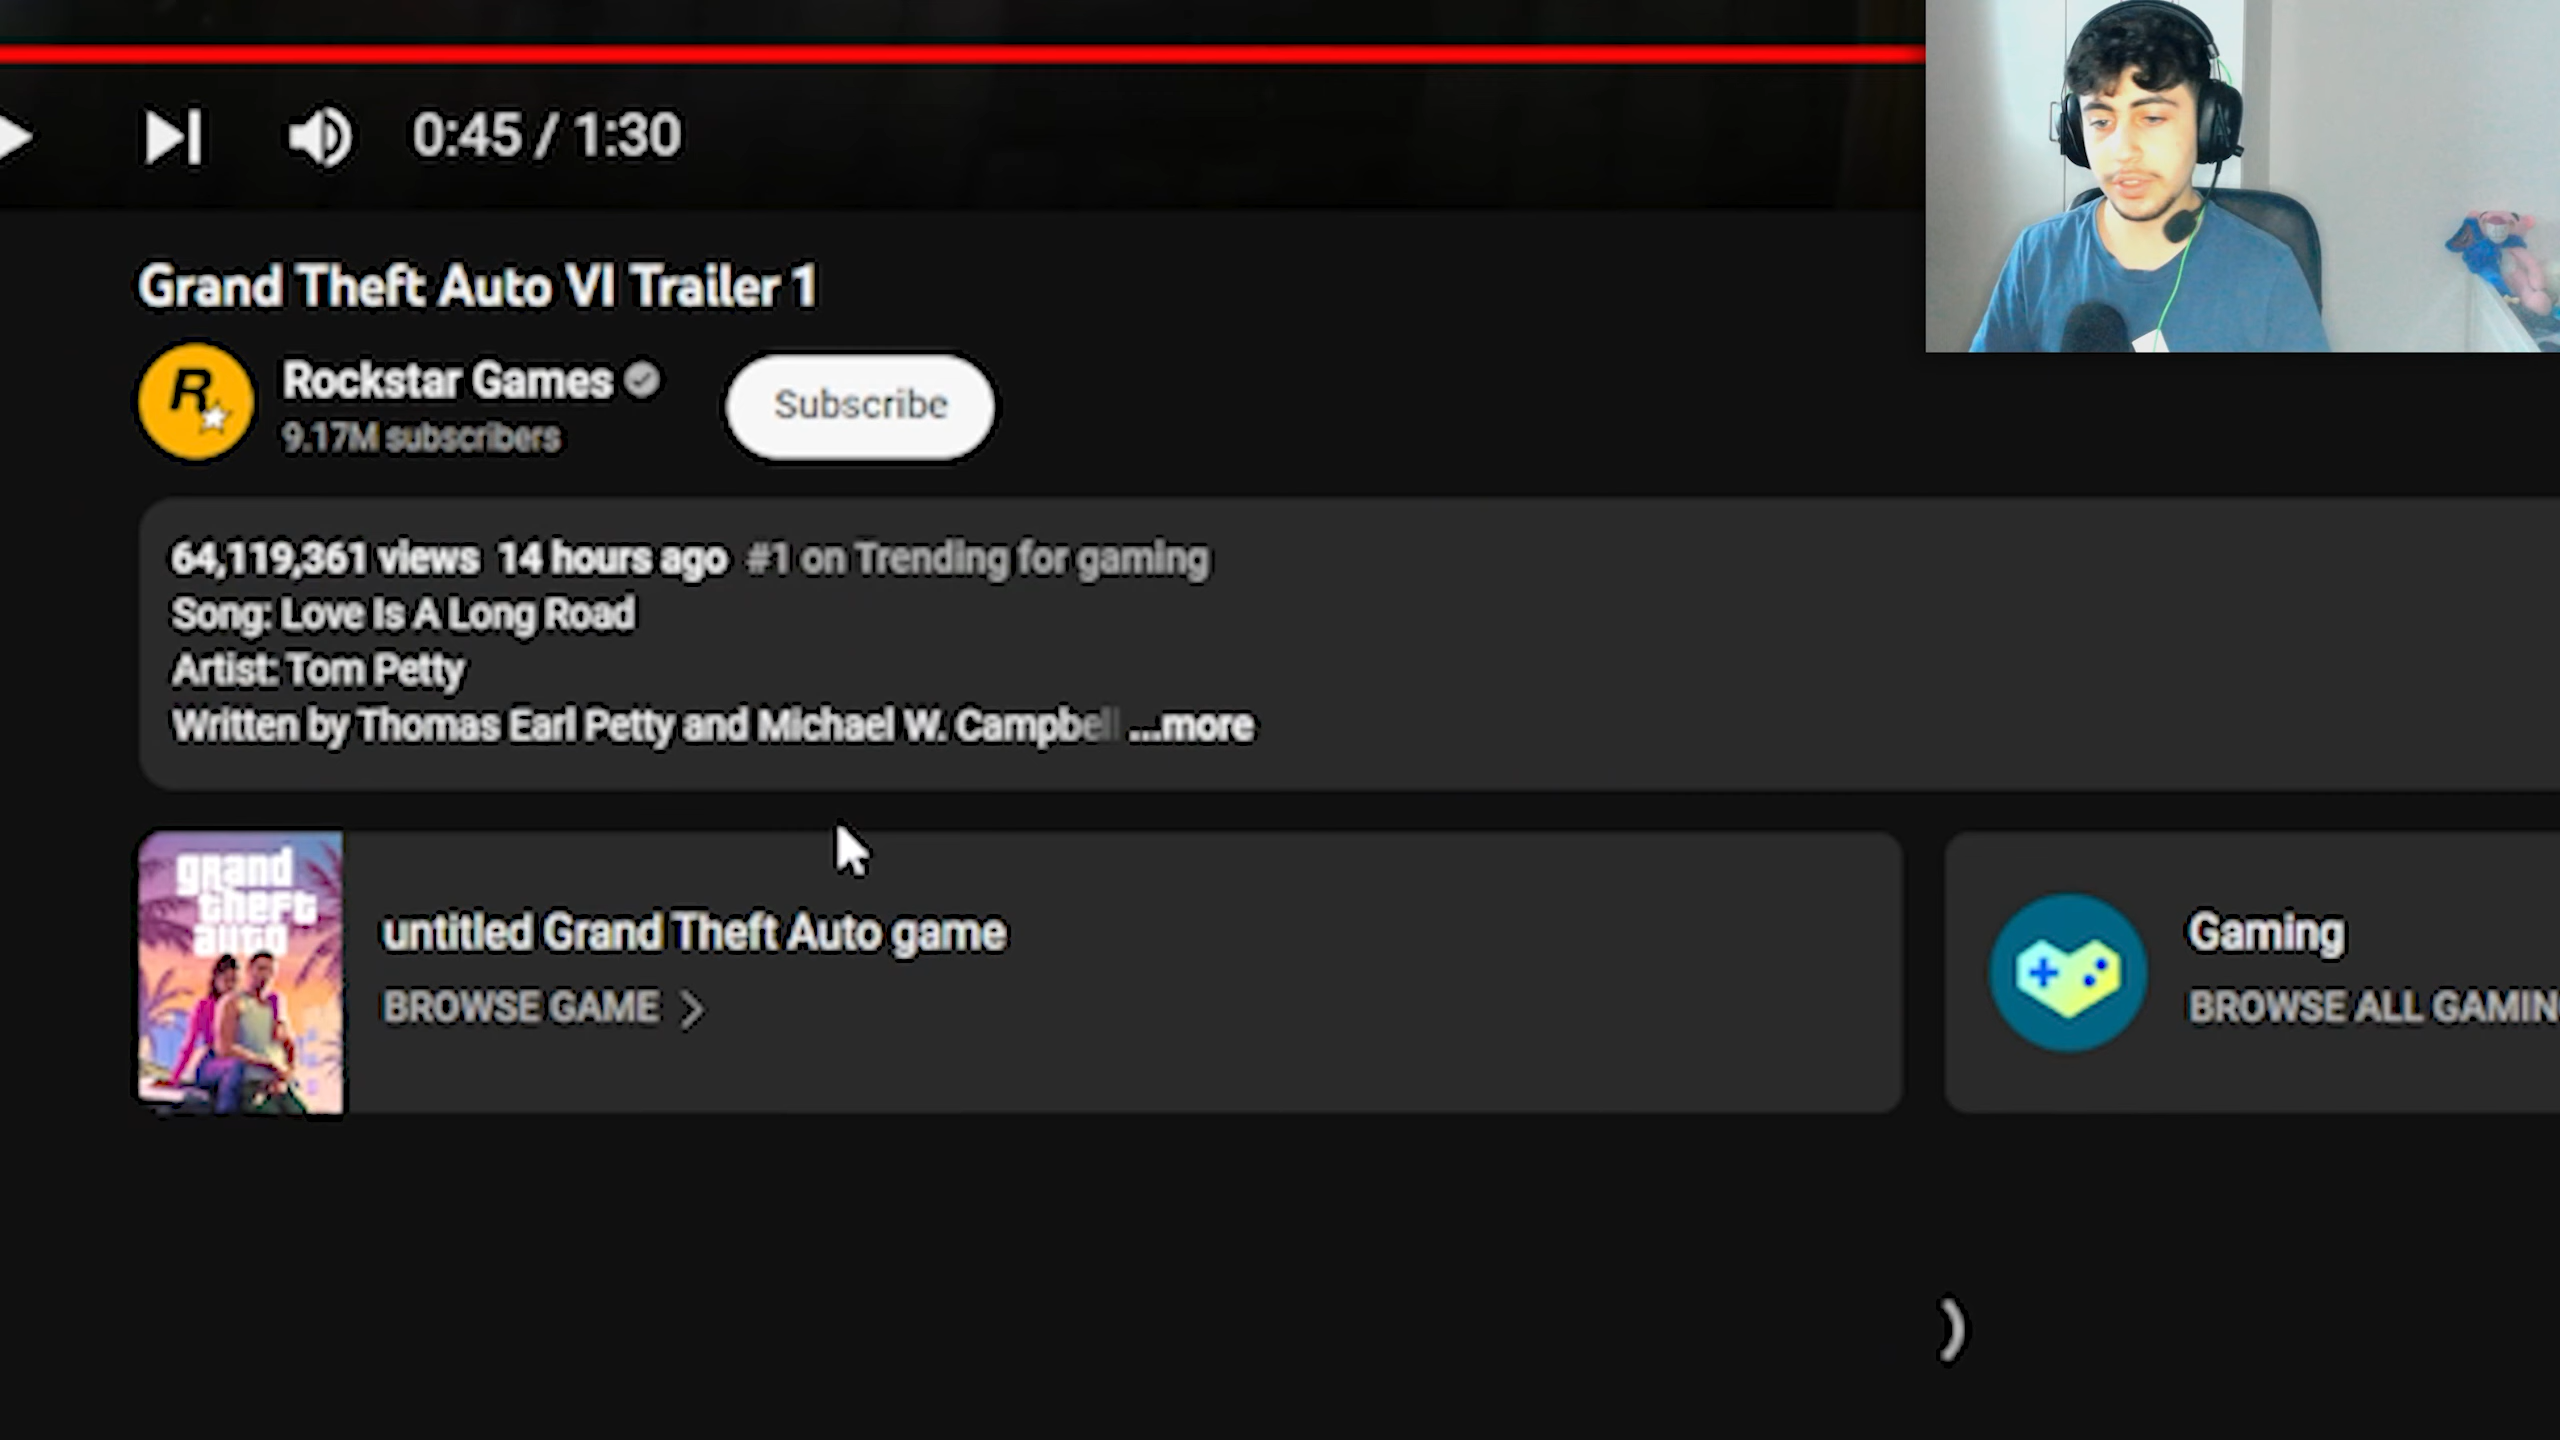 0:45 / 1:30
Grand Theft Auto VI Trailer 1
Rockstar Games
9.17M subscribers
Subscribe
64,119,361 views 14 hours ago #1 on Trending for gaming
Song: Love Is A Long Road
Artist: Tom Petty
Written by Thomas Earl Petty and Michael W. Campbell ...more
grand
theft
auto
untitled Grand Theft Auto game
BROWSE GAME
Gaming
BROWSE ALL GAMING